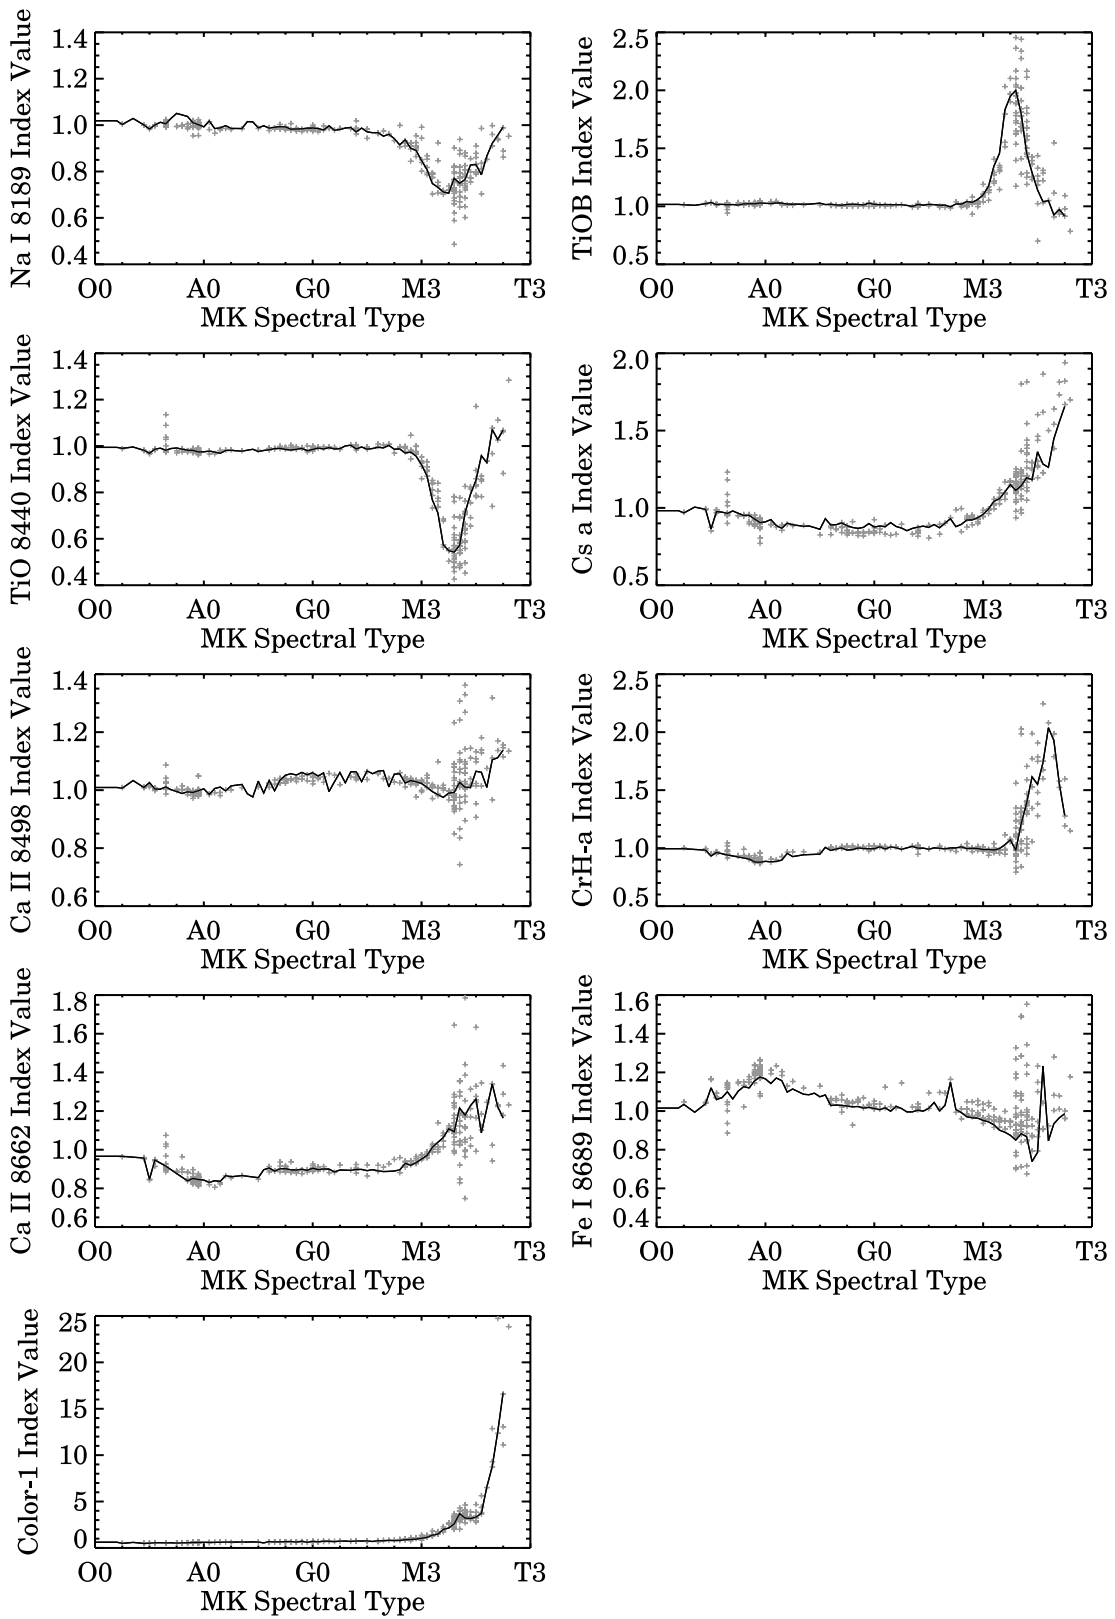 Na I 8189 Index Value
1.4
1.2
1.0
0.8
0.6
0.4
O0 A0 G0 M3 T3
MK Spectral Type
TiOB Index Value
2.5
2.0
1.5
1.0
0.5
O0 A0 G0 M3 T3
MK Spectral Type
TiO 8440 Index Value
1.4
1.2
1.0
0.8
0.6
0.4
O0 A0 G0 M3 T3
MK Spectral Type
Cs a Index Value
2.0
1.5
1.0
0.5
O0 A0 G0 M3 T3
MK Spectral Type
Ca II 8498 Index Value
1.4
1.2
1.0
0.8
0.6
O0 A0 G0 M3 T3
MK Spectral Type
CrH-a Index Value
2.5
2.0
1.5
1.0
0.5
O0 A0 G0 M3 T3
MK Spectral Type
Ca II 8662 Index Value
1.8
1.6
1.4
1.2
1.0
0.8
0.6
O0 A0 G0 M3 T3
MK Spectral Type
Fe I 8689 Index Value
1.6
1.4
1.2
1.0
0.8
0.6
0.4
O0 A0 G0 M3 T3
MK Spectral Type
Color-1 Index Value
25
20
15
10
5
0
O0 A0 G0 M3 T3
MK Spectral Type